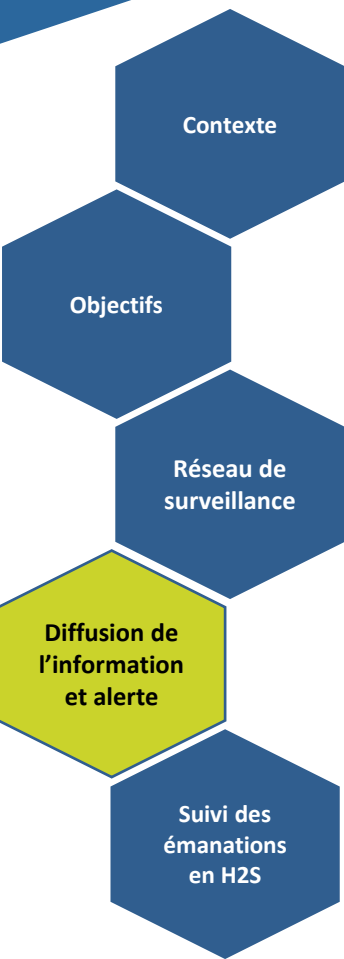 Contexte
Objectifs
Réseau de
surveillance
Diffusion de
l’information
et alerte
Suivi des
émanations
en H2S